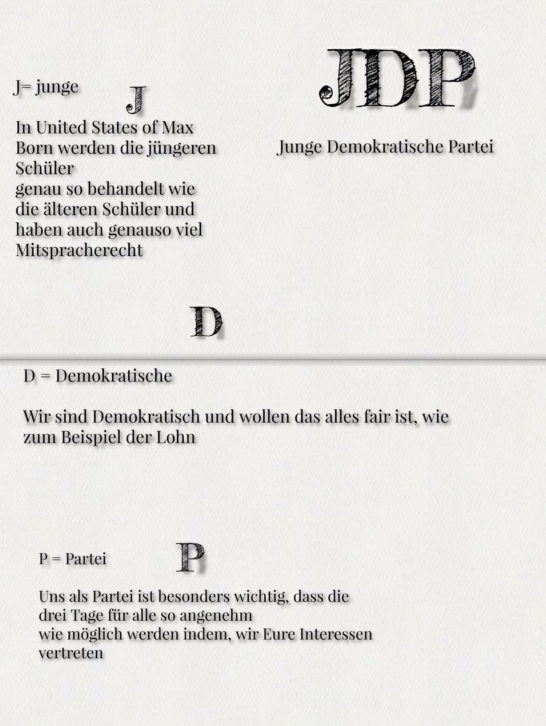 JDP
Junge Demokratische Partei
J= junge
J
In United States of Max
Born werden die jüngeren
Schüler
genau so behandelt wie
die älteren Schüler und
haben auch genauso viel
Mitspracherecht
D
D = Demokratische
Wir sind Demokratisch und wollen das alles fair ist, wie
zum Beispiel der Lohn
P
P = Partei
Uns als Partei ist besonders wichtig, dass die
drei Tage für alle so angenehm
wie möglich werden indem, wir Eure Interessen
vertreten